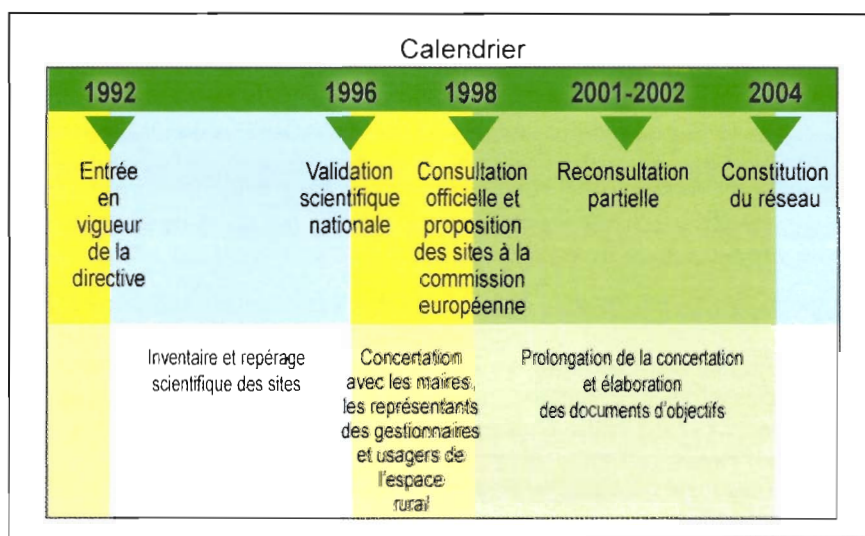 Calendrier
1992 1996 1998 2001-2002 2004
Entrée
en
vigueur
de la
directive
Validation
scientifique
nationale
Consultation
officielle et
proposition
des sites à la
commission
européenne
Reconsultation
partielle
Constitution
du réseau
Inventaire et repérage
scientifique des sites
Concertation
avec les maires,
les représentants
des gestionnaires
et usagers de
l'espace
rural
Prolongation de la concertation
et élaboration
des documents d'objectifs